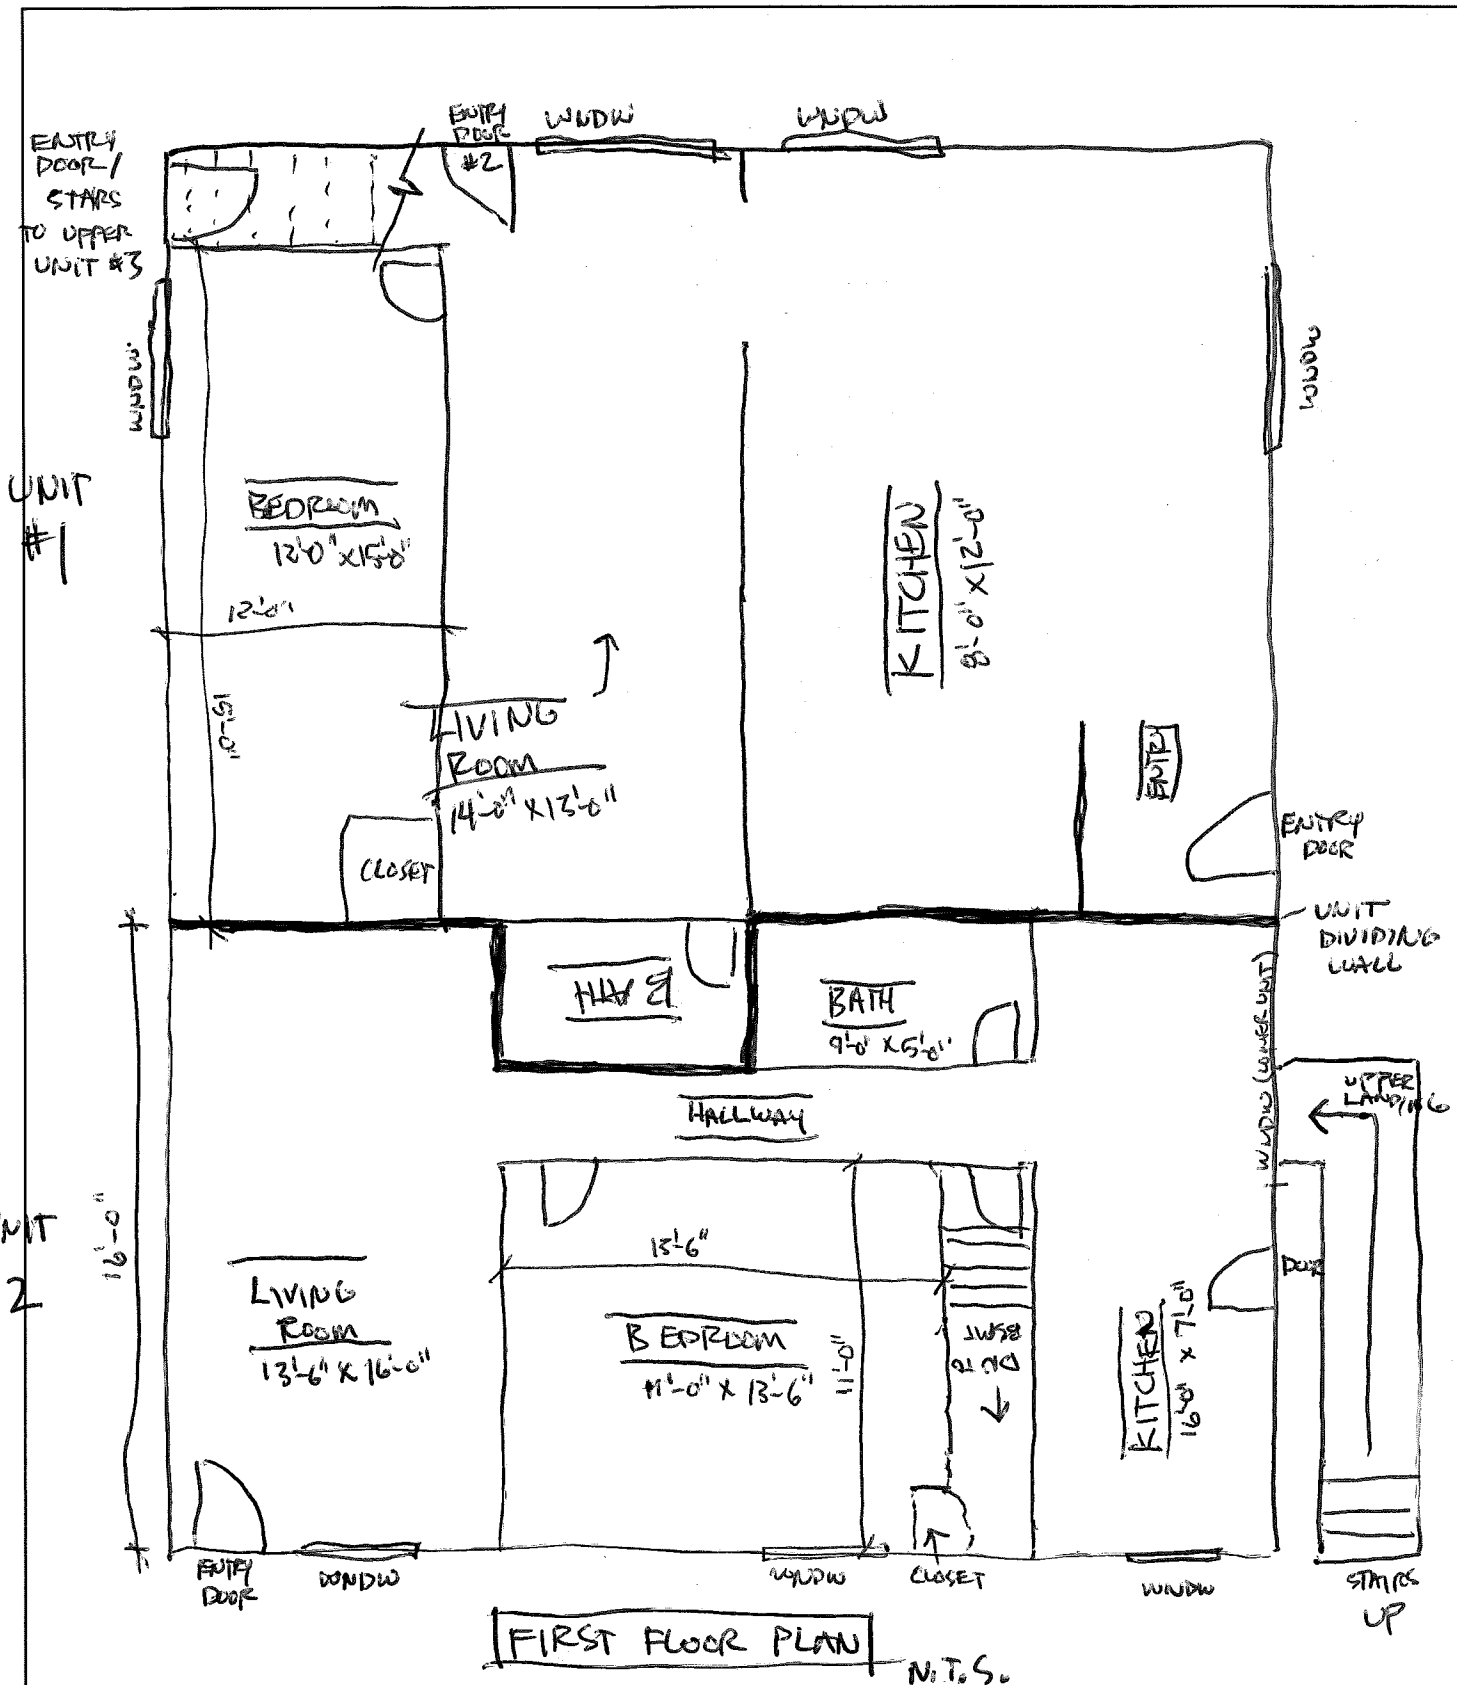 ENTRY
DOOR/
STARS
TO UPPER
UNIT #3
ENTRY
DOOR
#2
WNDW
WNDW
WNDW.
WNDW
UNIT
#1
BEDROOM
12'-0" x 15'-0"
12'-0"
15'-0"
LIVING
ROOM
14'-0" x 13'-0"
KITCHEN
8'-0" x 12'-0"
ENTRY
ENTRY
DOOR
CLOSET
UNIT
DIVIDING
WALL
BATH
BATH
9'-0" x 5'-0"
HALLWAY
WNDW (LOWER UNIT)
UPPER
LANDING
NIT
2
16'-0"
LIVING
ROOM
13'-6" x 16'-0"
13'-6"
BEDROOM
11'-0" x 13'-6"
11'-0"
BSMT
KITCHEN
16'-0" x 7'-0"
DOOR
ENTRY
DOOR
WNDW
WNDW
CLOSET
WNDW
STAIRS
UP
FIRST FLOOR PLAN
N.T.S.